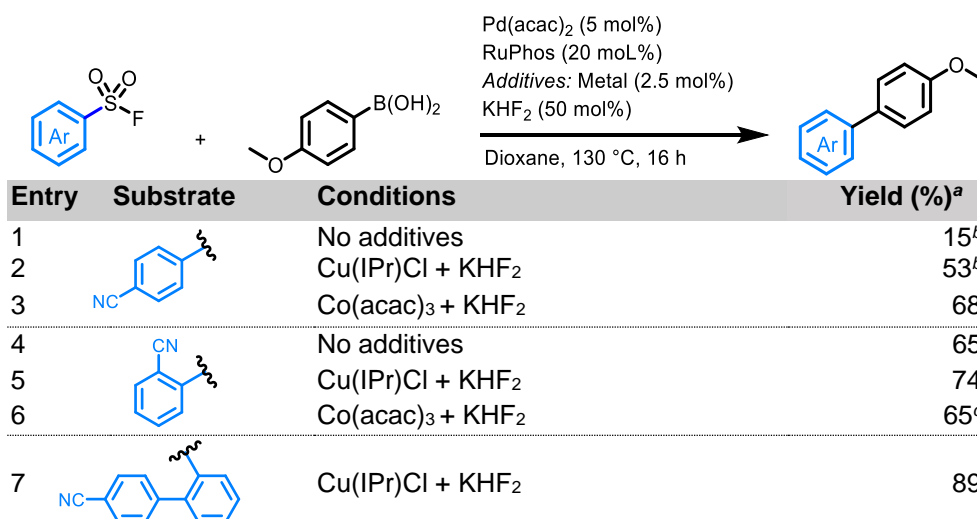 Pd(acac)₂ (5 mol%)
RuPhos (20 moL%)
Additives: Metal (2.5 mol%)
KHF₂ (50 mol%)
Dioxane, 130 °C, 16 h
O O
S
F
Ar
+
B(OH)₂
O
O
Ar
Entry Substrate Conditions Yield (%)ᵃ
1 No additives 15ᵇ
2 Cu(IPr)Cl + KHF₂ 53ᵇ
NC
3 Co(acac)₃ + KHF₂ 68
4 No additives 65
CN
5 Cu(IPr)Cl + KHF₂ 74
6 Co(acac)₃ + KHF₂ 65ᶜ
7 Cu(IPr)Cl + KHF₂ 89
NC